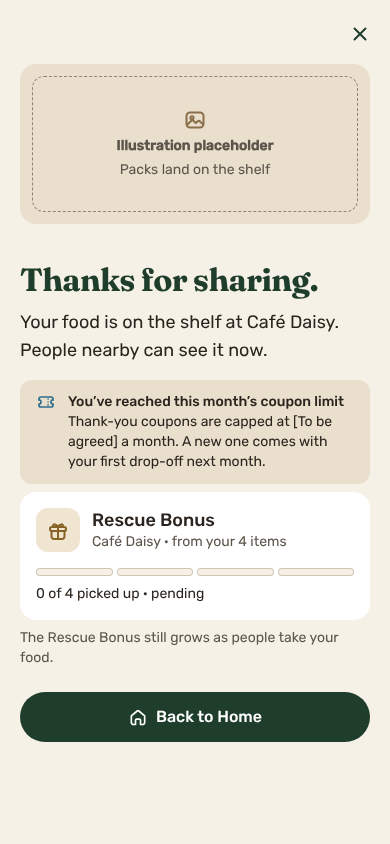 Illustration placeholder
Packs land on the shelf
Thanks for sharing.
Your food is on the shelf at Café Daisy.
People nearby can see it now.
You’ve reached this month’s coupon limit
Thank-you coupons are capped at [To be
agreed] a month. A new one comes with
your first drop-off next month.
Rescue Bonus
Café Daisy • from your 4 items
0 of 4 picked up • pending
The Rescue Bonus still grows as people take your
food.
Back to Home